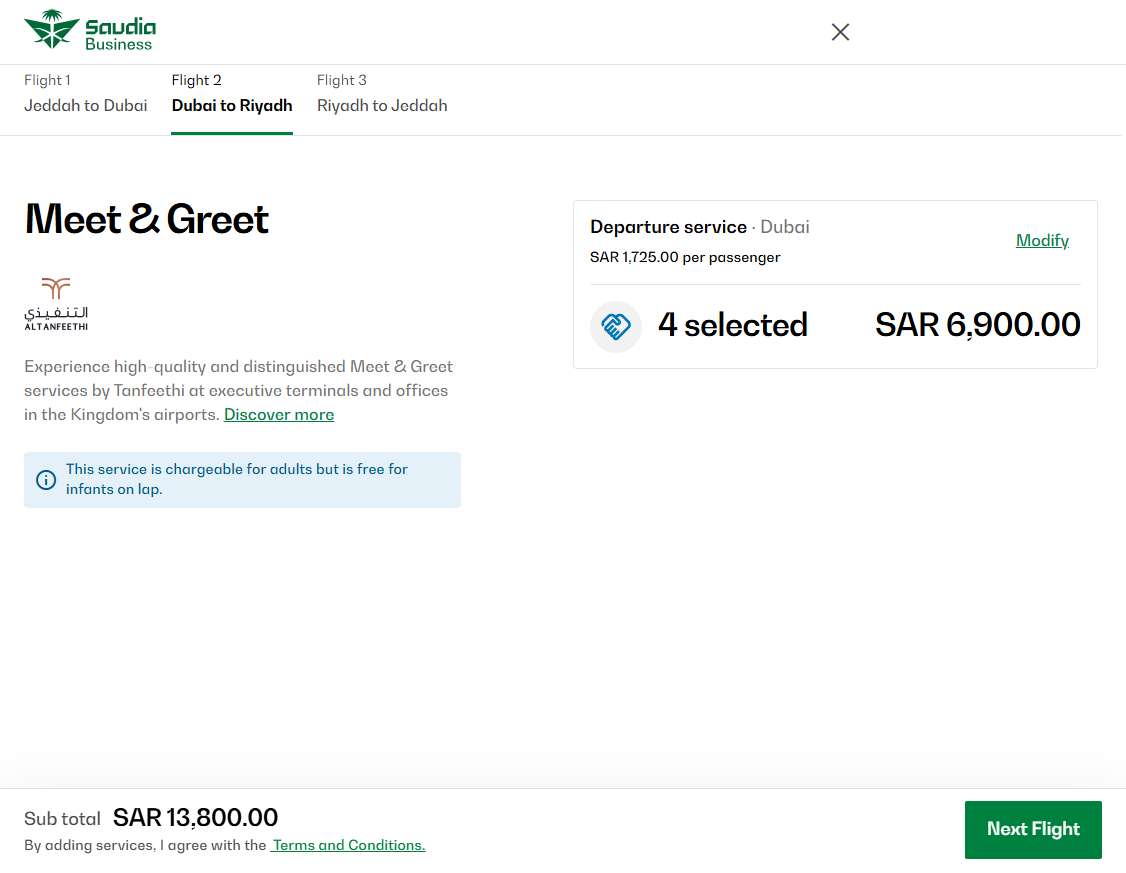 Saudia
Business
Flight 1
Jeddah to Dubai
Flight 2
Dubai to Riyadh
Flight 3
Riyadh to Jeddah
Meet & Greet
التنفيذي
ALTANFEETHI
Experience high-quality and distinguished Meet & Greet
services by Tanfeethi at executive terminals and offices
in the Kingdom's airports. Discover more
This service is chargeable for adults but is free for
infants on lap.
Departure service · Dubai
SAR 1,725.00 per passenger
Modify
4 selected
SAR 6,900.00
Sub total SAR 13,800.00
By adding services, I agree with the Terms and Conditions.
Next Flight